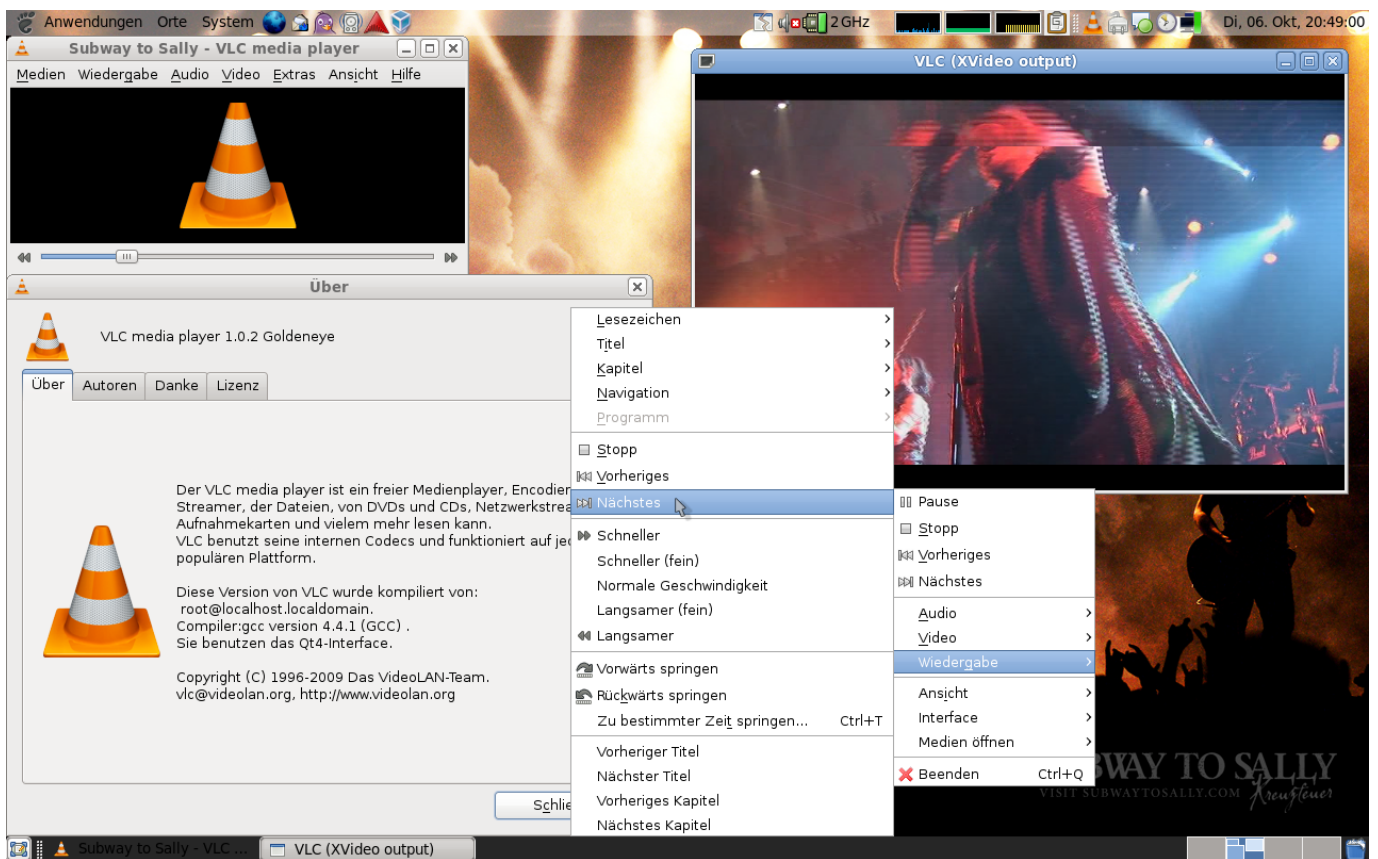 Anwendungen Orte System
2 GHz
Di, 06. Okt, 20:49:00
Subway to Sally - VLC media player
Medien Wiedergabe Audio Video Extras Ansicht Hilfe
VLC (XVideo output)
Über
VLC media player 1.0.2 Goldeneye
Über Autoren Danke Lizenz
Der VLC media player ist ein freier Medienplayer, Encodier
Streamer, der Dateien, von DVDs und CDs, Netzwerkstrea
Aufnahmekarten und vielem mehr lesen kann.
VLC benutzt seine internen Codecs und funktioniert auf jed
populären Plattform.
Diese Version von VLC wurde kompiliert von:
root@localhost.localdomain.
Compiler:gcc version 4.4.1 (GCC) .
Sie benutzen das Qt4-Interface.
Copyright (C) 1996-2009 Das VideoLAN-Team.
vlc@videolan.org, http://www.videolan.org
Schlie
Lesezeichen
Titel
Kapitel
Navigation
Programm
Stopp
Vorheriges
Nächstes
Schneller
Schneller (fein)
Normale Geschwindigkeit
Langsamer (fein)
Langsamer
Vorwärts springen
Rückwärts springen
Zu bestimmter Zeit springen... Ctrl+T
Vorheriger Titel
Nächster Titel
Vorheriges Kapitel
Nächstes Kapitel
Pause
Stopp
Vorheriges
Nächstes
Audio
Video
Wiedergabe
Ansicht
Interface
Medien öffnen
Beenden Ctrl+Q
BWAY TO SALLY
VISIT SUBWAYTOSALLY.COM Kreuzfeuer
Subway to Sally - VLC ...
VLC (XVideo output)